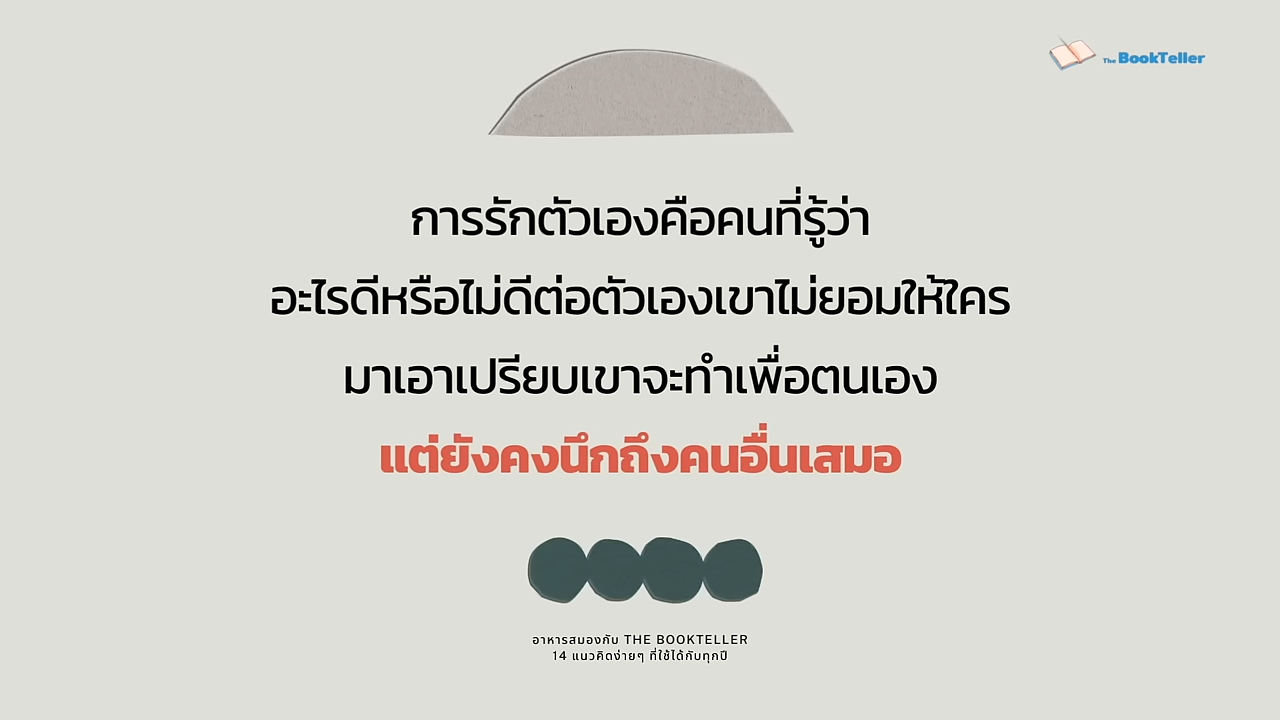 The BookTeller
การรักตัวเองคือคนที่รู้ว่า
อะไรดีหรือไม่ดีต่อตัวเองเขาไม่ยอมให้ใคร
มาเอาเปรียบเขาจะทำเพื่อตนเอง
แต่ยังคงนึกถึงคนอื่นเสมอ
อาหารสมองกับ THE BOOKTELLER
14 แนวคิดง่ายๆ ที่ใช้ได้กับทุกปี